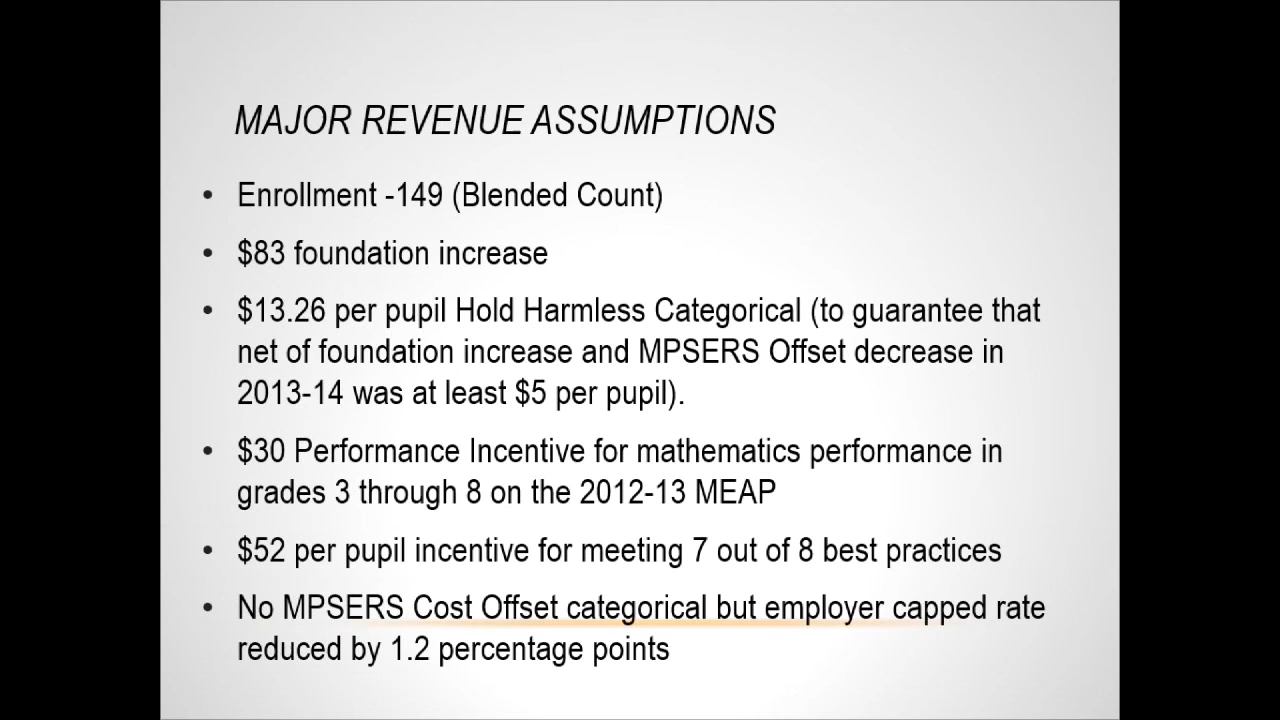 MAJOR REVENUE ASSUMPTIONS
• Enrollment -149 (Blended Count)
• $83 foundation increase
• $13.26 per pupil Hold Harmless Categorical (to guarantee that
net of foundation increase and MPSERS Offset decrease in
2013-14 was at least $5 per pupil).
• $30 Performance Incentive for mathematics performance in
grades 3 through 8 on the 2012-13 MEAP
• $52 per pupil incentive for meeting 7 out of 8 best practices
• No MPSERS Cost Offset categorical but employer capped rate
reduced by 1.2 percentage points